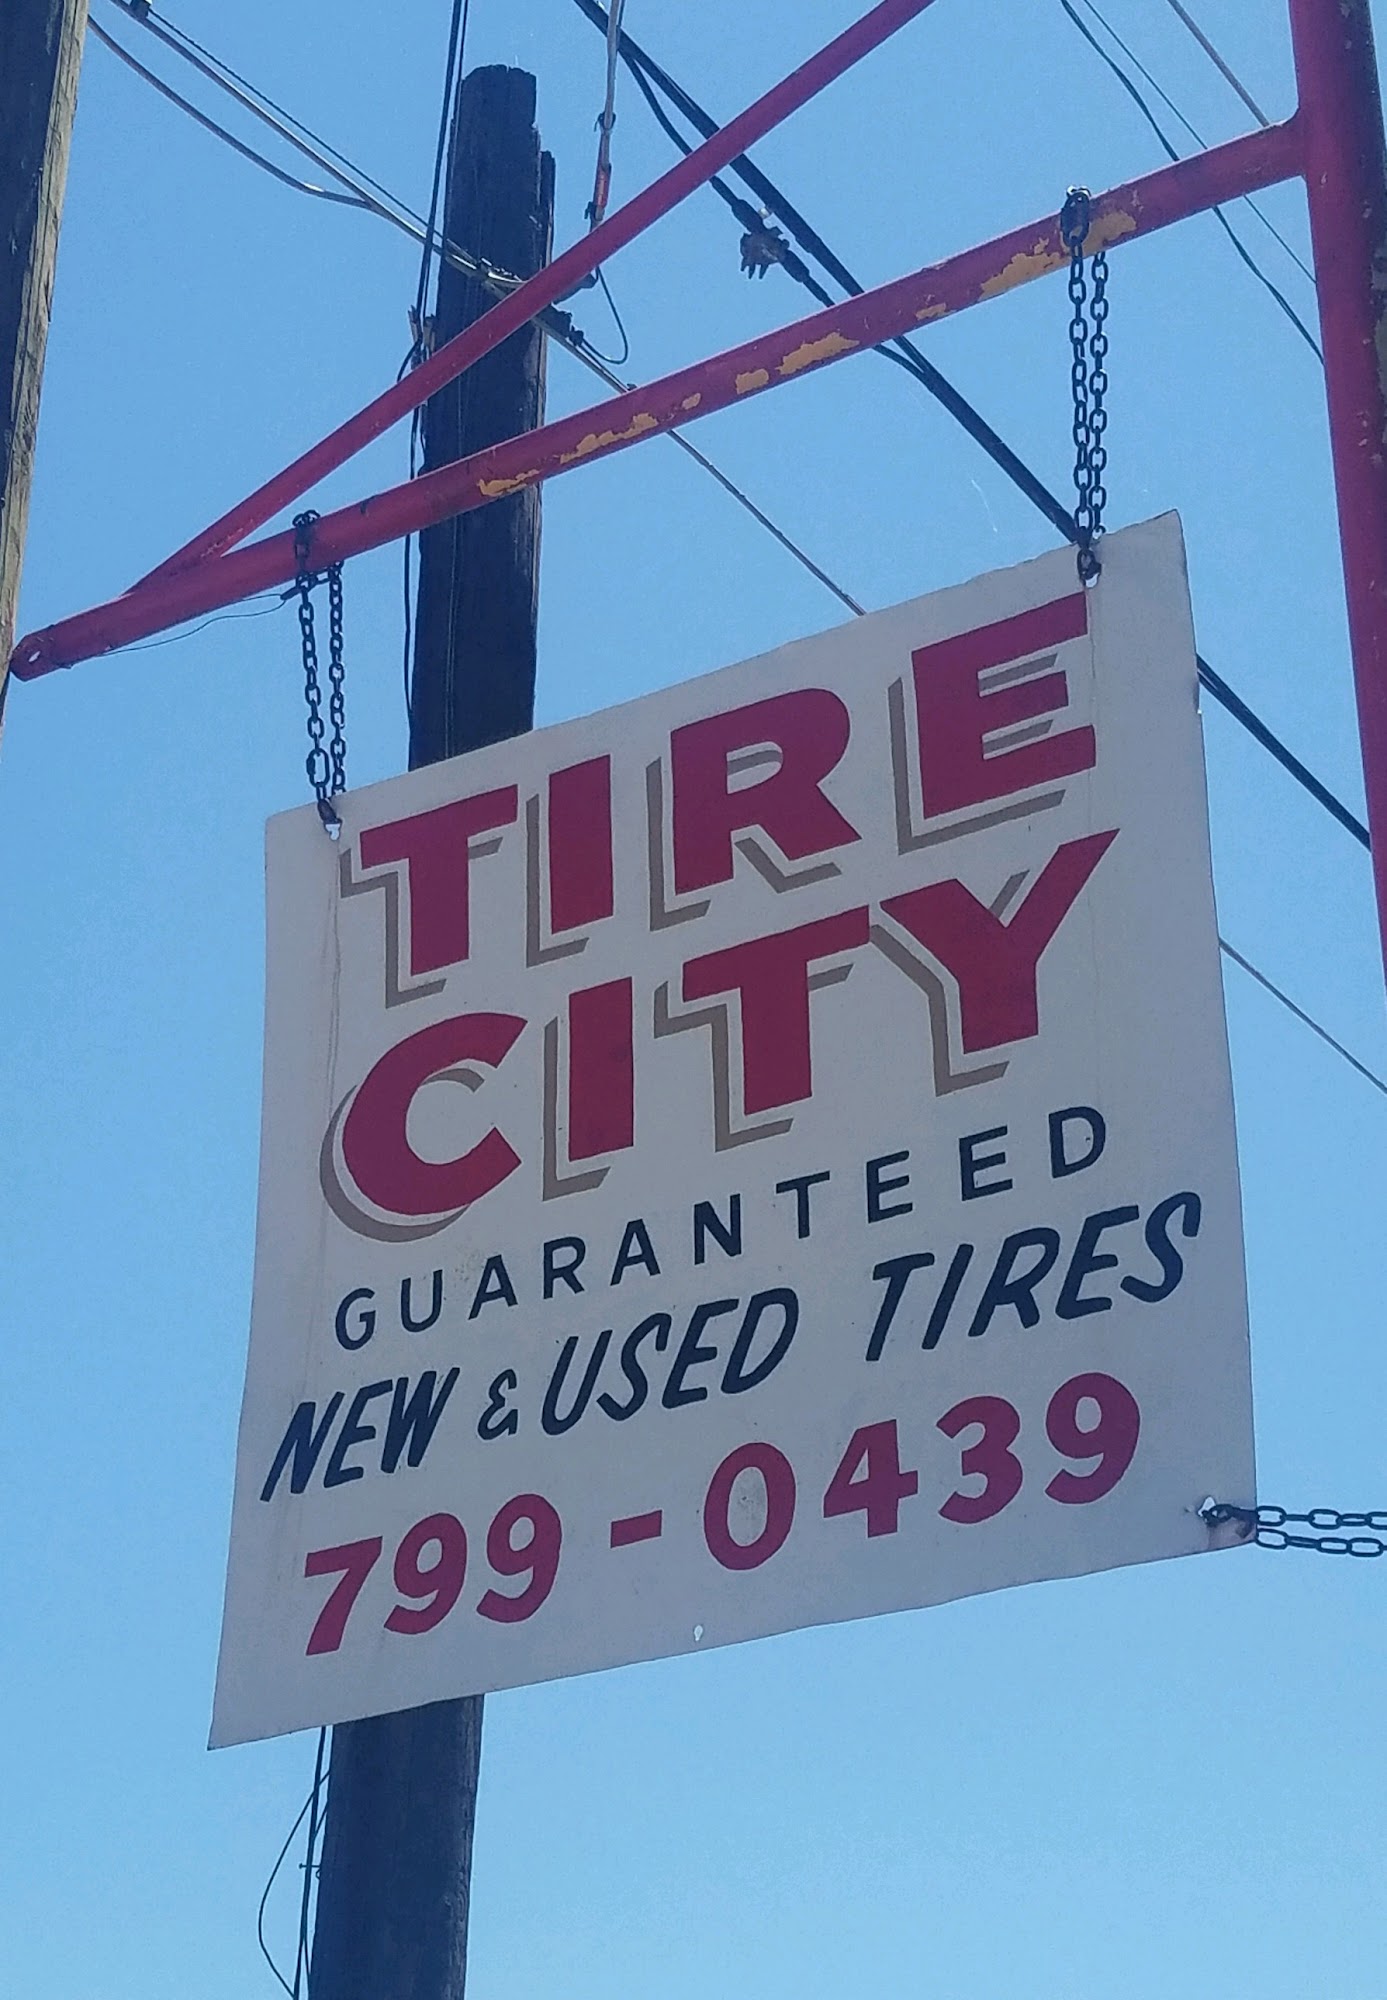 TIRE
CITY
GUARANTEED
NEW & USED TIRES
799-0439